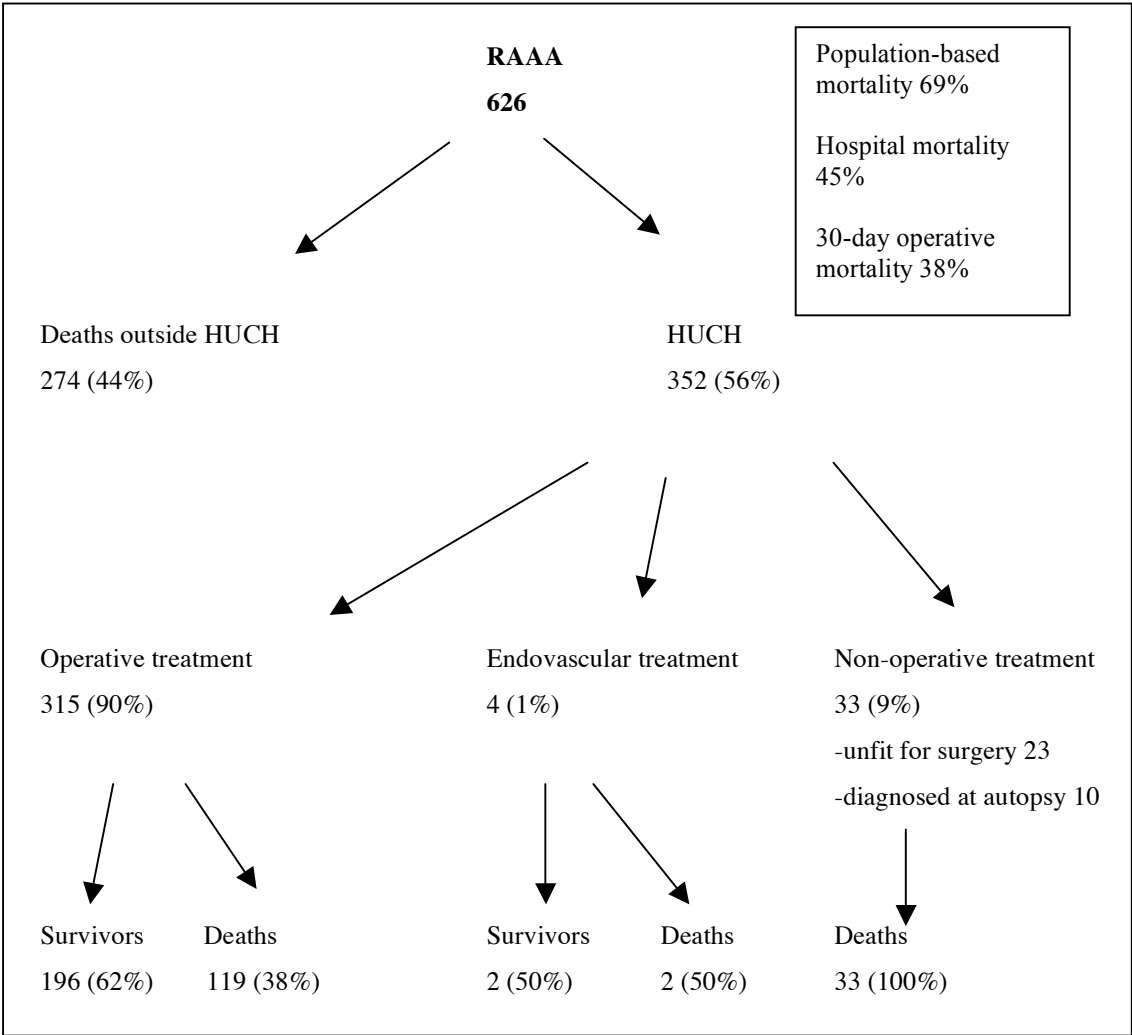 RAAA
626
Population-based
mortality 69%
Hospital mortality
45%
30-day operative
mortality 38%
Deaths outside HUCH
274 (44%)
HUCH
352 (56%)
Operative treatment
315 (90%)
Endovascular treatment
4 (1%)
Non-operative treatment
33 (9%)
-unfit for surgery 23
-diagnosed at autopsy 10
Survivors
196 (62%)
Deaths
119 (38%)
Survivors
2 (50%)
Deaths
2 (50%)
Deaths
33 (100%)